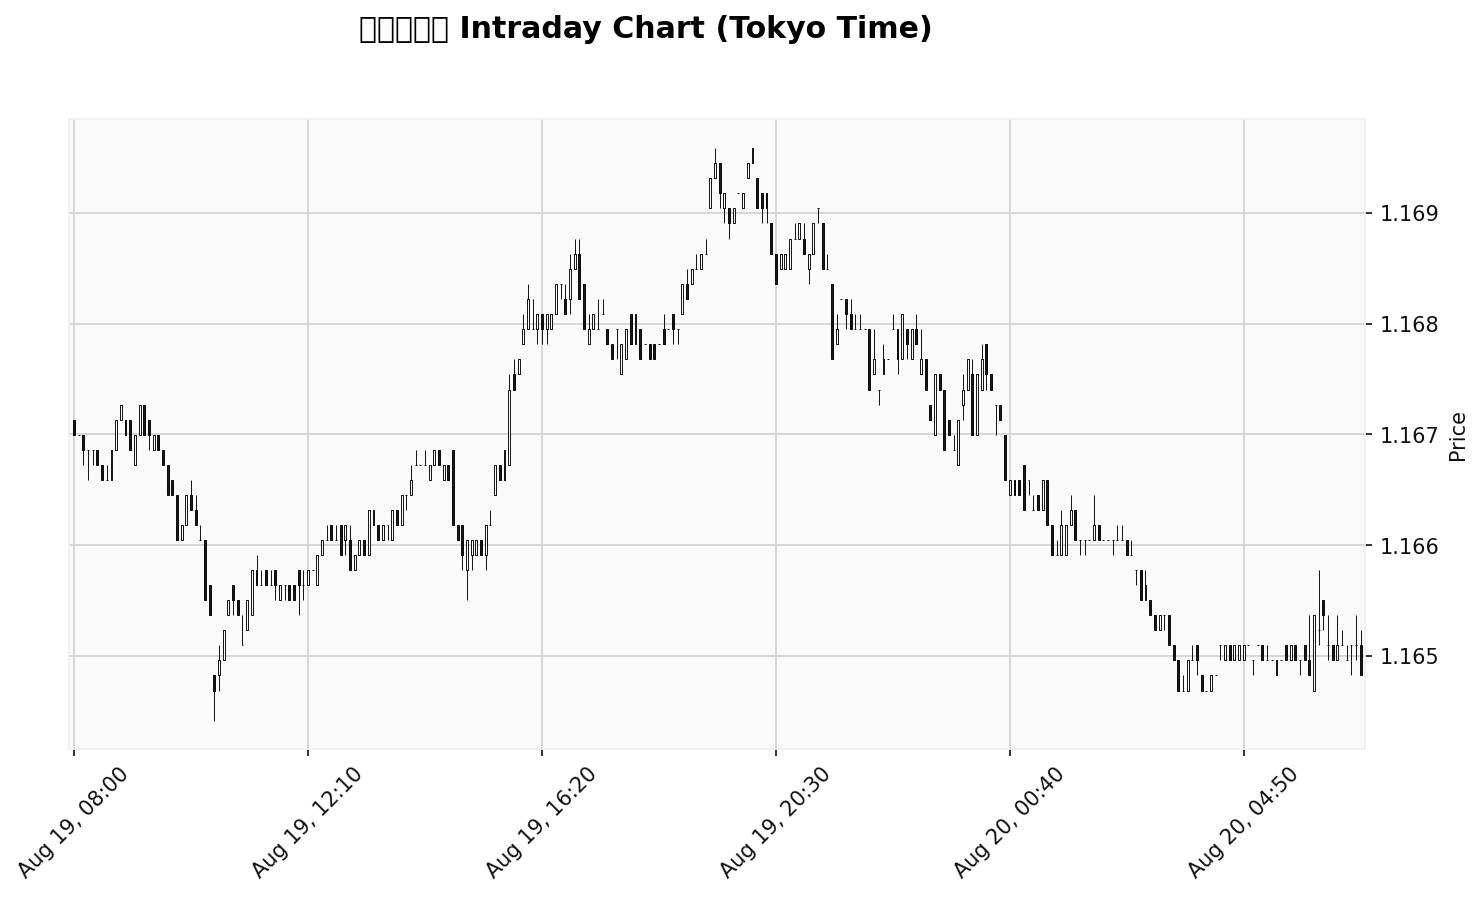 Intraday Chart (Tokyo Time)
1.169
1.168
1.167
1.166
1.165
Price
Aug 19, 08:00
Aug 19, 12:10
Aug 19, 16:20
Aug 19, 20:30
Aug 20, 00:40
Aug 20, 04:50